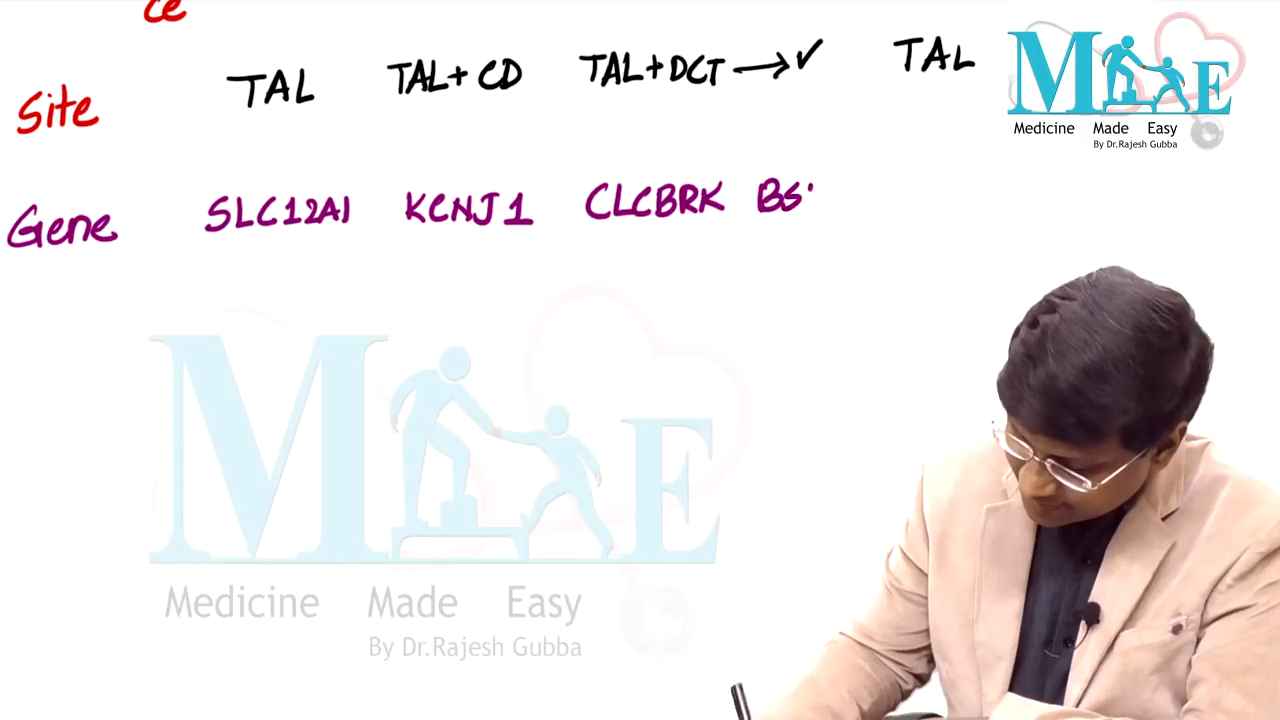 ce
Site TAL TAL+CD TAL+DCT → ✓ TAL
Gene SLC12A1 KCNJ1 CLCBRK BS
M E
Medicine Made Easy
By Dr.Rajesh Gubba
M E
Medicine Made Easy
By Dr.Rajesh Gubba